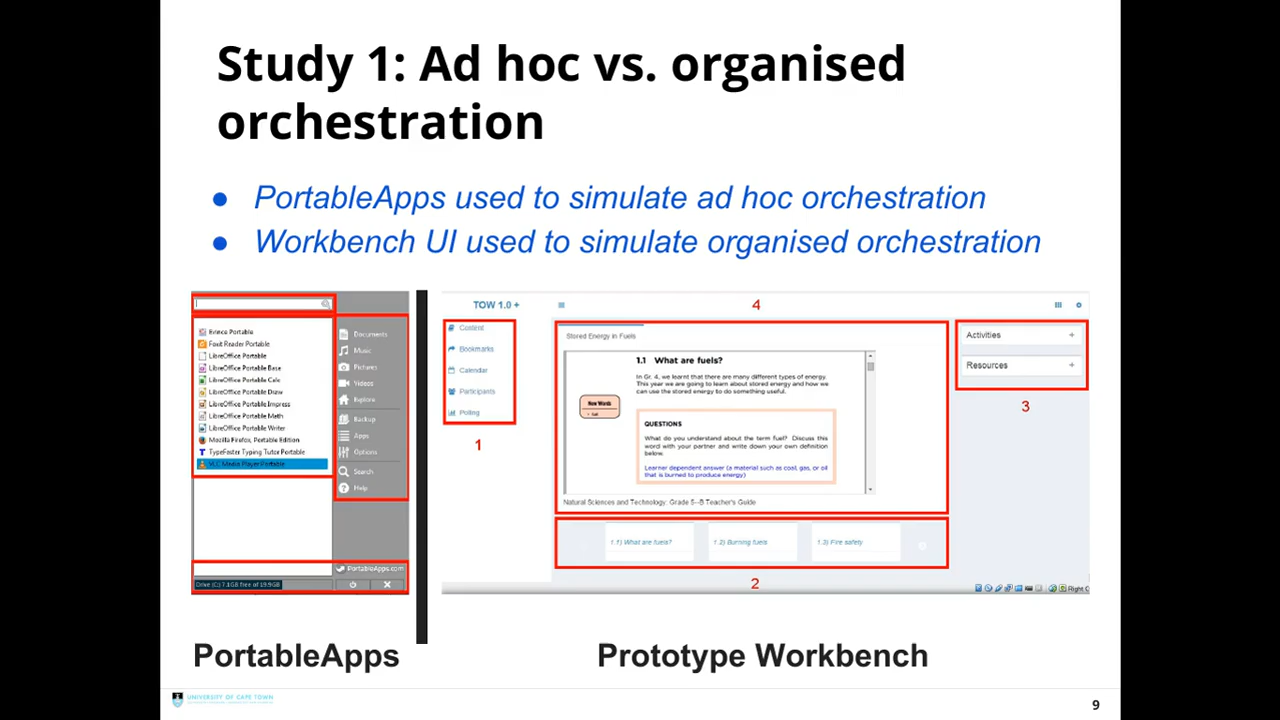 Study 1: Ad hoc vs. organised
orchestration
● PortableApps used to simulate ad hoc orchestration
● Workbench UI used to simulate organised orchestration
Evince Portable
Foxit Reader Portable
LibreOffice Portable
LibreOffice Portable Base
LibreOffice Portable Calc
LibreOffice Portable Draw
LibreOffice Portable Impress
LibreOffice Portable Math
LibreOffice Portable Writer
Mozilla Firefox, Portable Edition
TypeFaster Typing Tutor Portable
VLC Media Player Portable
Documents
Music
Pictures
Videos
Explore
Backup
Apps
Options
Search
Help
PortableApps.com
Drive (C:) 7.1GB free of 19.9GB
TOW 1.0 +
4
Content
Bookmarks
Calendar
Participants
Polling
1
Stored Energy in Fuels
1.1 What are fuels?
In Gr. 4, we learnt that there are many different types of energy.
This year we are going to learn about stored energy and how we
can use the stored energy to do something useful.
New Words
• fuel
QUESTIONS
What do you understand about the term fuel? Discuss this
word with your partner and write down your own definition
below.
Learner dependent answer (a material such as coal, gas, or oil
that is burned to produce energy)
Natural Sciences and Technology: Grade 5--B Teacher's Guide
1.1) What are fuels?
1.2) Burning fuels
1.3) Fire safety
2
Activities +
Resources +
3
Right C
PortableApps
Prototype Workbench
UNIVERSITY OF CAPE TOWN
9